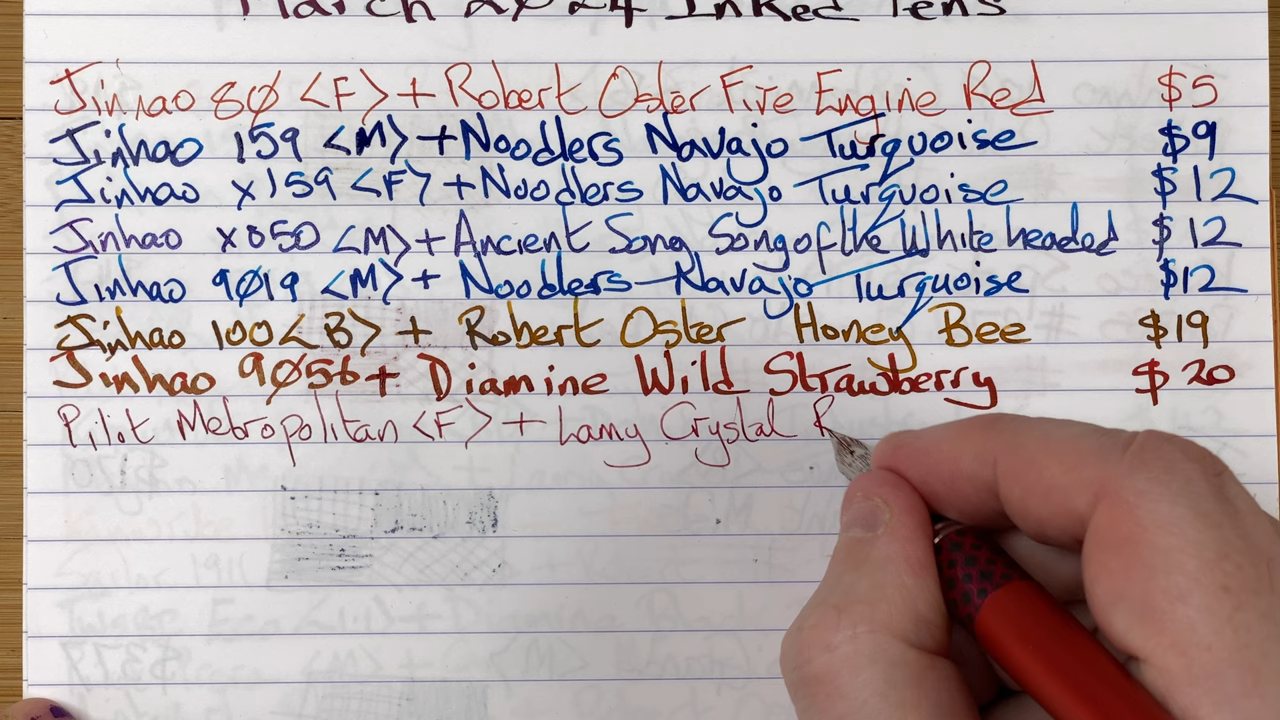 March 2024 Inked Pens
Jinhao 80 <F> + Robert Oster Fire Engine Red $5
Jinhao 159 <M> + Noodlers Navajo Turquoise $9
Jinhao x159 <F> + Noodlers Navajo Turquoise $12
Jinhao x850 <M> + Ancient Song Song of the White headed $12
Jinhao 9019 <M> + Noodlers Navajo Turquoise $12
Jinhao 100 <B> + Robert Oster Honey Bee $19
Jinhao 9056 + Diamine Wild Strawberry $20
Pilot Metropolitan <F> + Lamy Crystal R